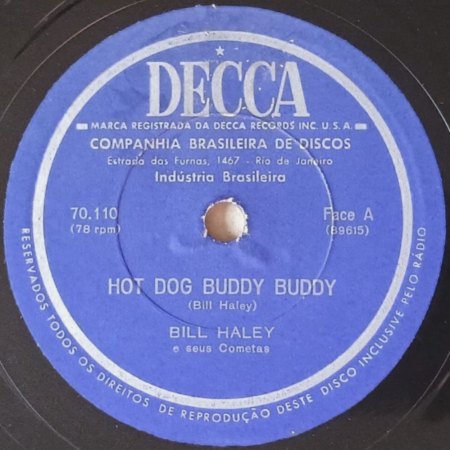 DECCA
MARCA REGISTRADA DA DECCA RECORDS INC. U.S.A.
COMPANHIA BRASILEIRA DE DISCOS
Estrada das Furnas, 1467 - Rio de Janeiro
Indústria Brasileira
70.110
(78 rpm)
Face A
(89615)
HOT DOG BUDDY BUDDY
(Bill Haley)
BILL HALEY
e seus Cometas
RESERVADOS TODOS OS DIREITOS DE REPRODUÇÃO DESTE DISCO INCLUSIVE PELO RÁDIO